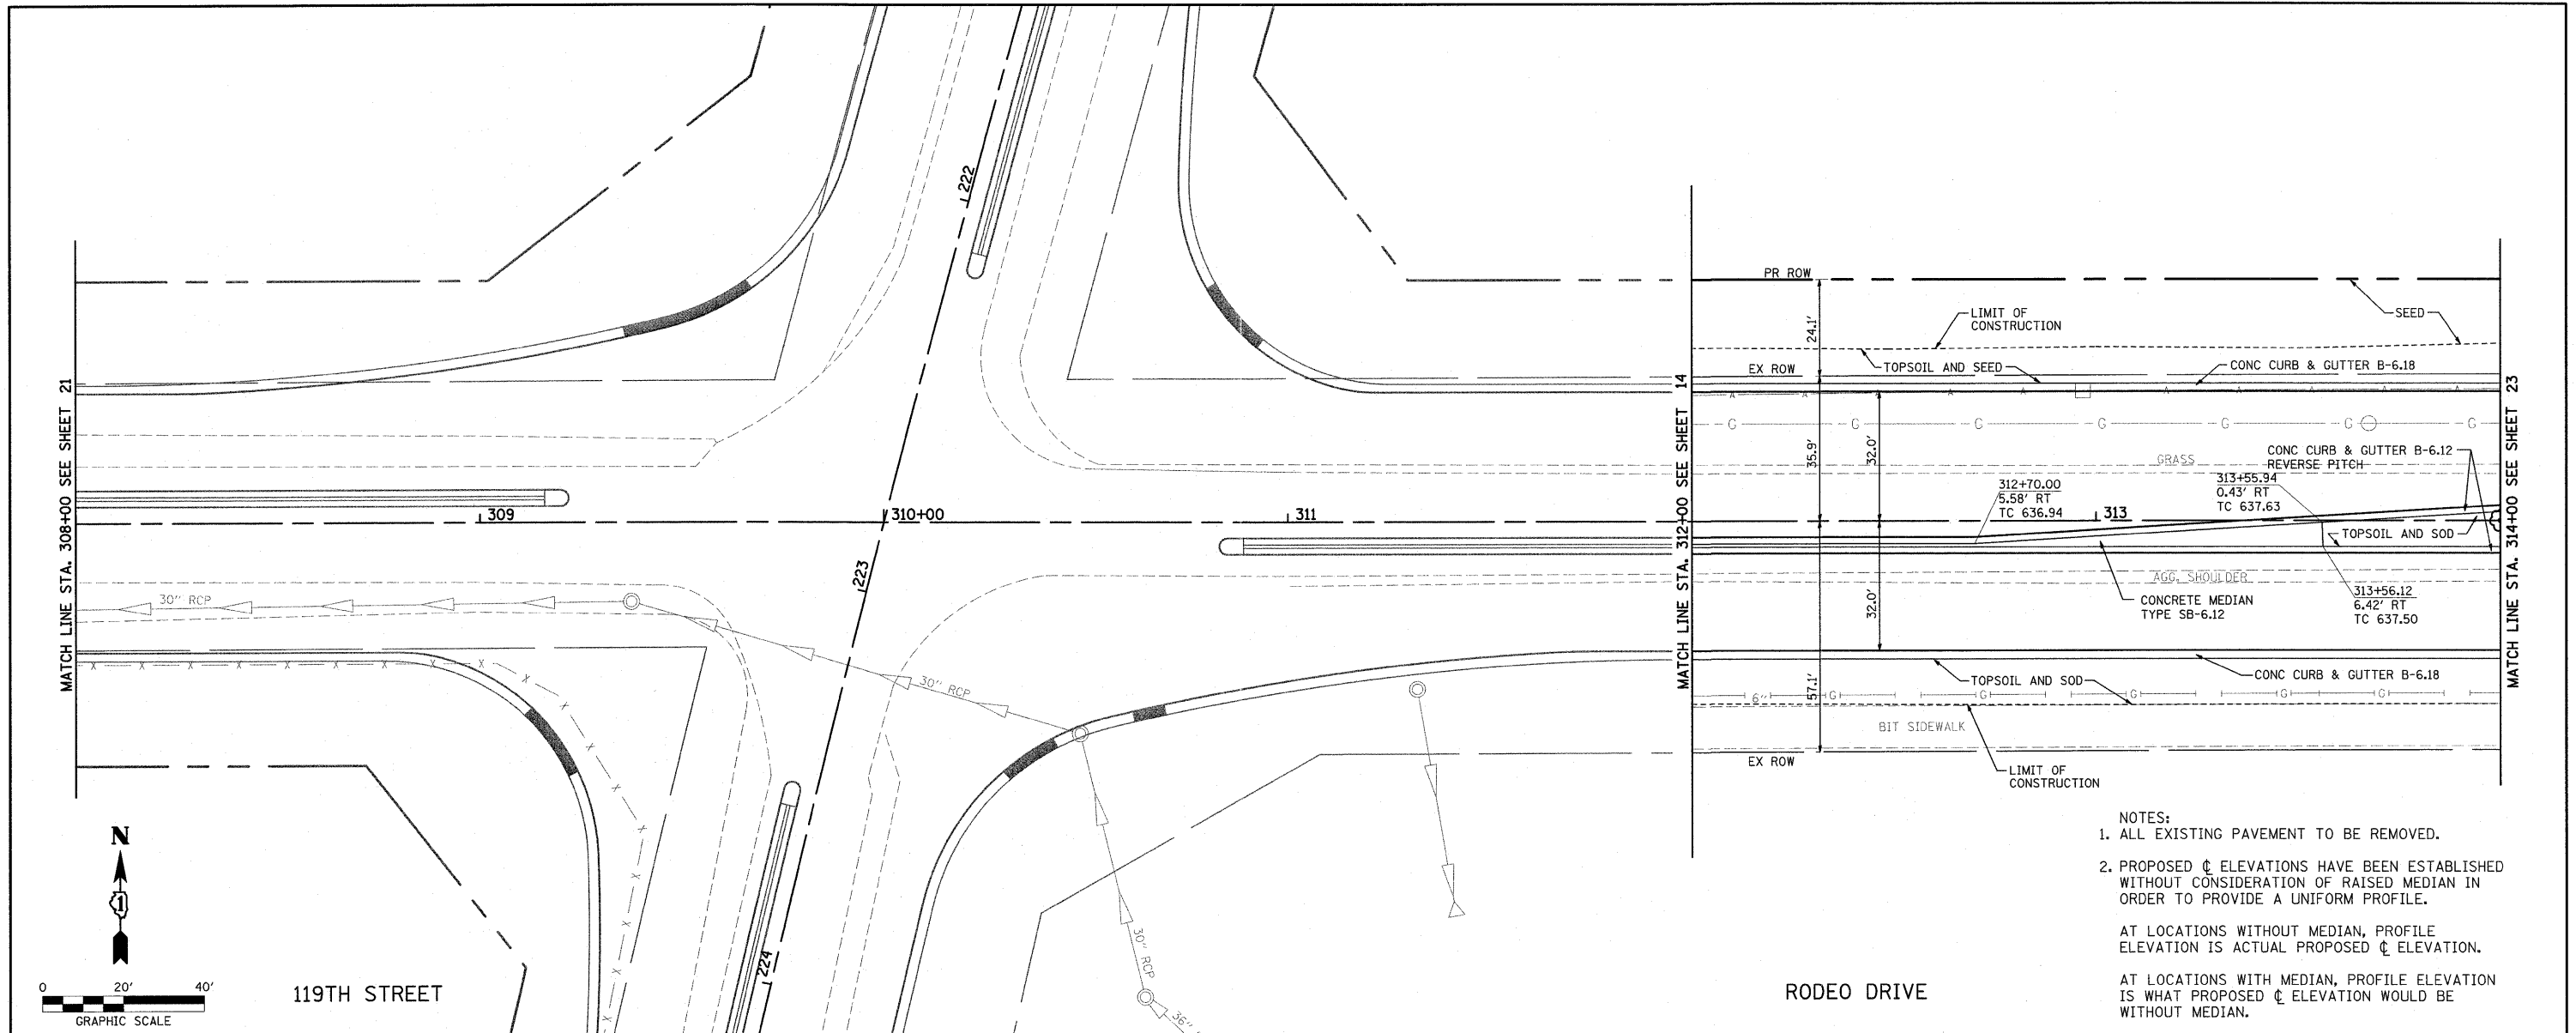 MATCH LINE STA. 308+00 SEE SHEET 21
222
309
310+00
311
223
224
30" RCP
30" RCP
30" RCP
36"
N
1
0 20' 40'
GRAPHIC SCALE
119TH STREET
MATCH LINE STA. 312+00 SEE SHEET 14
PR ROW
24.1'
LIMIT OF
CONSTRUCTION
SEED
EX ROW
TOPSOIL AND SEED
CONC CURB & GUTTER B-6.18
A A A A A A A
G G G G G G G
35.9'
32.0'
GRASS
CONC CURB & GUTTER B-6.12
REVERSE PITCH
312+70.00
5.58' RT
TC 636.94
313+55.94
0.43' RT
TC 637.63
313
TOPSOIL AND SOD
AGG. SHOULDER
32.0'
57.1'
CONCRETE MEDIAN
TYPE SB-6.12
313+56.12
6.42' RT
TC 637.50
TOPSOIL AND SOD
CONC CURB & GUTTER B-6.18
6" G G G G G
BIT SIDEWALK
EX ROW
LIMIT OF
CONSTRUCTION
MATCH LINE STA. 314+00 SEE SHEET 23
X X X X X X X X X X X X X X X X
NOTES:
1. ALL EXISTING PAVEMENT TO BE REMOVED.
2. PROPOSED ℄ ELEVATIONS HAVE BEEN ESTABLISHED
WITHOUT CONSIDERATION OF RAISED MEDIAN IN
ORDER TO PROVIDE A UNIFORM PROFILE.
AT LOCATIONS WITHOUT MEDIAN, PROFILE
ELEVATION IS ACTUAL PROPOSED ℄ ELEVATION.
AT LOCATIONS WITH MEDIAN, PROFILE ELEVATION
IS WHAT PROPOSED ℄ ELEVATION WOULD BE
WITHOUT MEDIAN.
RODEO DRIVE